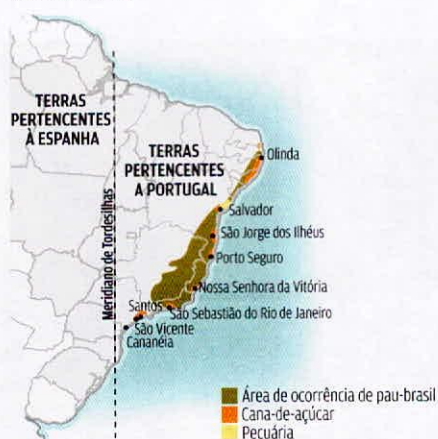 TERRAS
PERTENCENTES
À ESPANHA
Meridiano de Tordesilhas
TERRAS
PERTENCENTES
A PORTUGAL
Olinda
Salvador
São Jorge dos Ilhéus
Porto Seguro
Nossa Senhora da Vitória
Santos
São Sebastião do Rio de Janeiro
São Vicente
Cananéia
Área de ocorrência de pau-brasil
Cana-de-açúcar
Pecuária